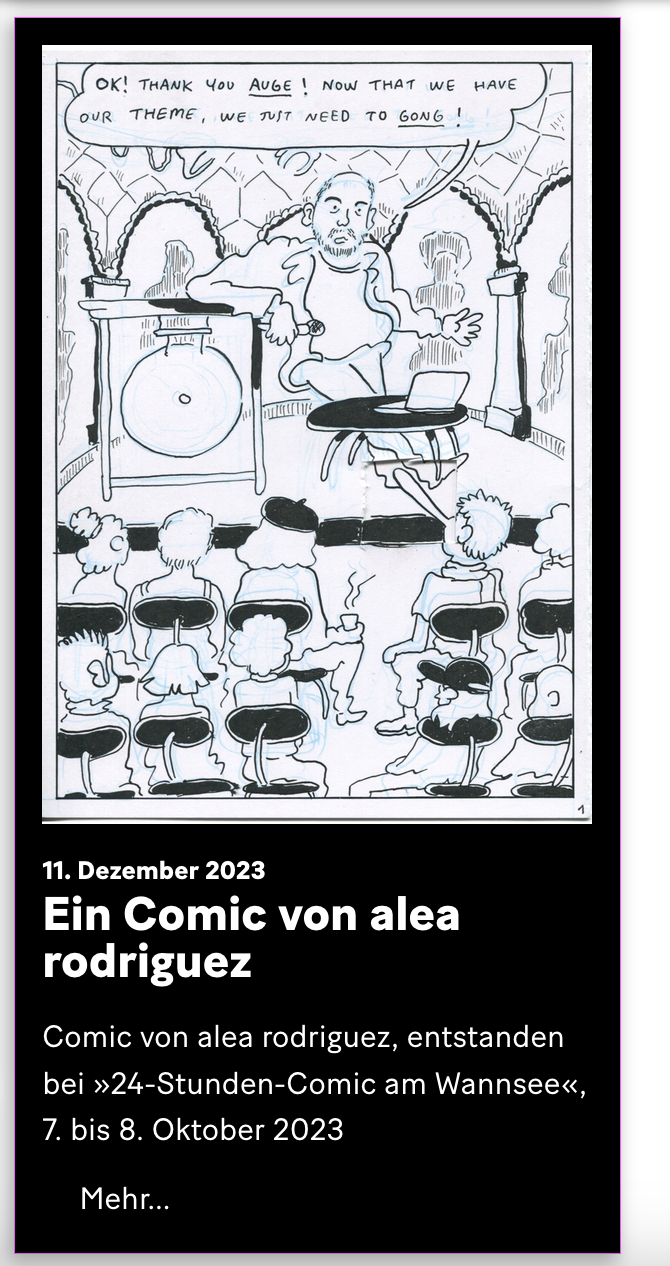 OK! THANK YOU AUGE! NOW THAT WE HAVE
OUR THEME, WE JUST NEED TO GONG!
1
11. Dezember 2023
Ein Comic von alea
rodriguez
Comic von alea rodriguez, entstanden
bei »24-Stunden-Comic am Wannsee«,
7. bis 8. Oktober 2023
Mehr...